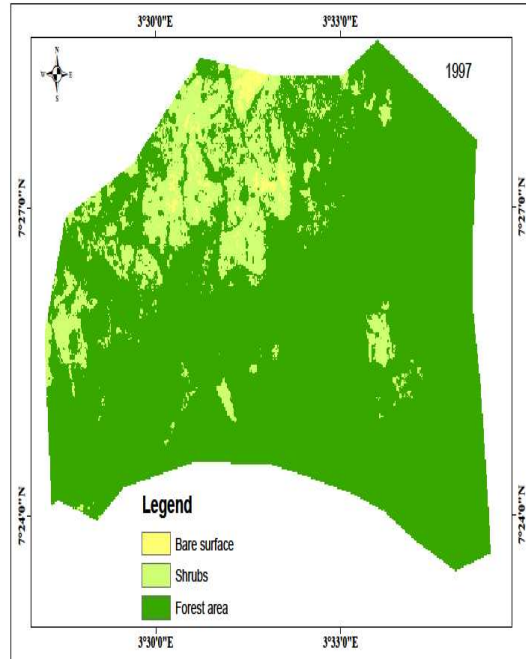 3°30'0"E 3°33'0"E
1997
N
W E
S
7°27'0"N 7°27'0"N
7°24'0"N 7°24'0"N
Legend
Bare surface
Shrubs
Forest area
3°30'0"E 3°33'0"E